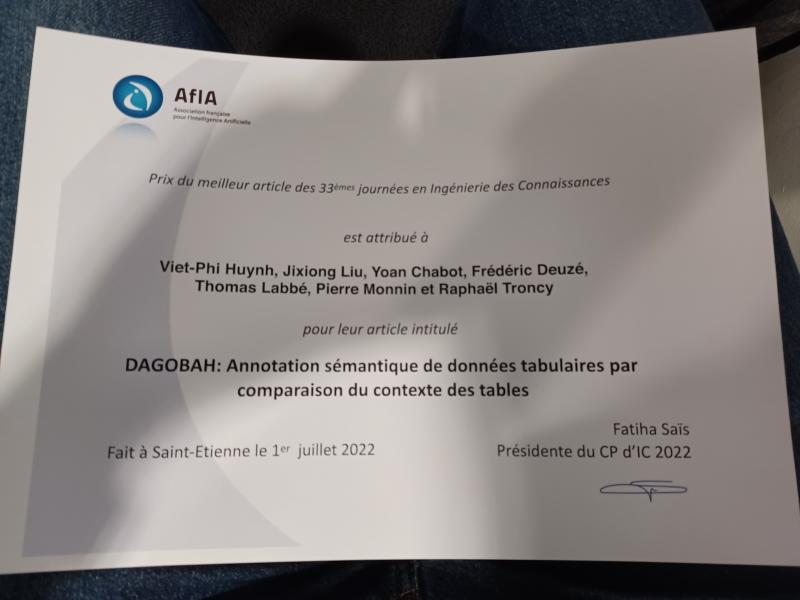 AfIA
Association française
pour l'Intelligence Artificielle
Prix du meilleur article des 33èmes journées en Ingénierie des Connaissances
est attribué à
Viet-Phi Huynh, Jixiong Liu, Yoan Chabot, Frédéric Deuzé,
Thomas Labbé, Pierre Monnin et Raphaël Troncy
pour leur article intitulé
DAGOBAH: Annotation sémantique de données tabulaires par
comparaison du contexte des tables
Fatiha Saïs
Fait à Saint-Etienne le 1er juillet 2022
Présidente du CP d'IC 2022